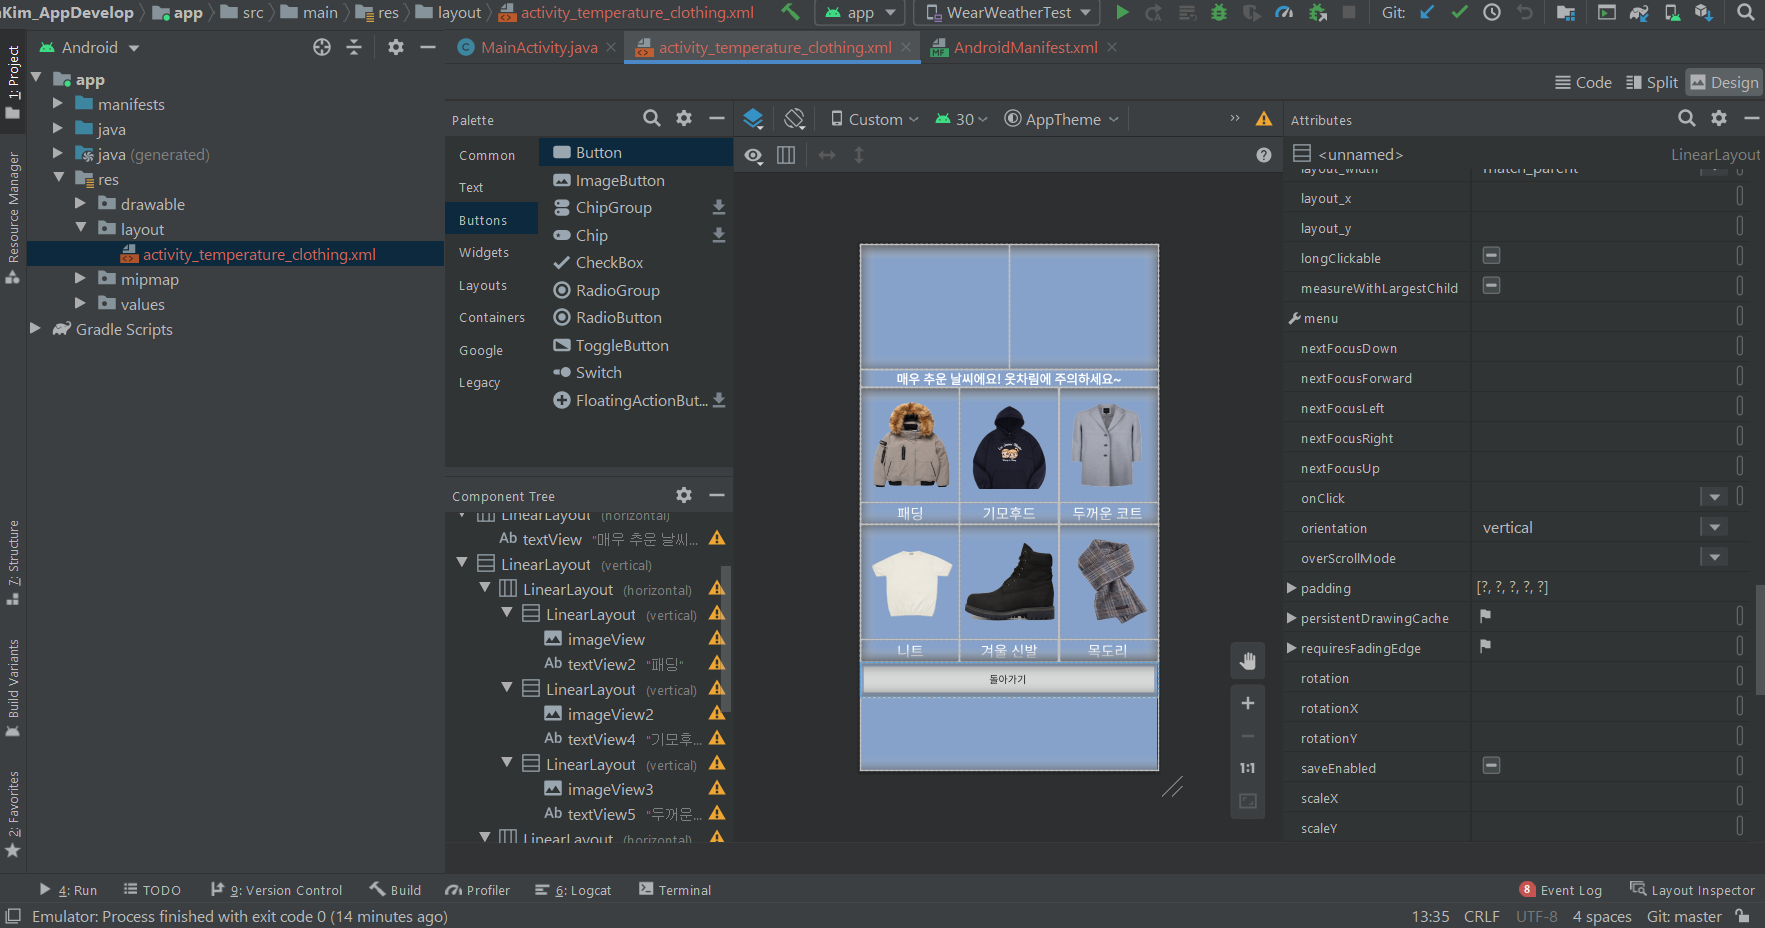 nKim_AppDevelop
app
src
main
res
layout
activity_temperature_clothing.xml
app
WearWeatherTest
Git:
1: Project
Resource Manager
7: Structure
Build Variants
2: Favorites
Android
MainActivity.java
activity_temperature_clothing.xml
AndroidManifest.xml
Code
Split
Design
app
manifests
java
java (generated)
res
drawable
layout
activity_temperature_clothing.xml
mipmap
values
Gradle Scripts
Palette
Common
Text
Buttons
Widgets
Layouts
Containers
Google
Legacy
Button
ImageButton
ChipGroup
Chip
CheckBox
RadioGroup
RadioButton
ToggleButton
Switch
FloatingActionBut...
Component Tree
LinearLayout (horizontal)
Ab textView "매우 추운 날씨...
LinearLayout (vertical)
LinearLayout (horizontal)
LinearLayout (vertical)
imageView
Ab textView2 "패딩"
LinearLayout (vertical)
imageView2
Ab textView4 "기모후...
LinearLayout (vertical)
imageView3
Ab textView5 "두꺼운...
LinearLayout (horizontal)
Custom
30
AppTheme
매우 추운 날씨에요! 옷차림에 주의하세요~
패딩
기모후드
두꺼운 코트
니트
겨울 신발
목도리
돌아가기
1:1
Attributes
<unnamed>
LinearLayout
layout_width match_parent
layout_x
layout_y
longClickable
measureWithLargestChild
menu
nextFocusDown
nextFocusForward
nextFocusLeft
nextFocusRight
nextFocusUp
onClick
orientation vertical
overScrollMode
padding [?, ?, ?, ?, ?]
persistentDrawingCache
requiresFadingEdge
rotation
rotationX
rotationY
saveEnabled
scaleX
scaleY
4: Run
TODO
9: Version Control
Build
Profiler
6: Logcat
Terminal
8 Event Log
Layout Inspector
Emulator: Process finished with exit code 0 (14 minutes ago)
13:35 CRLF UTF-8 4 spaces Git: master